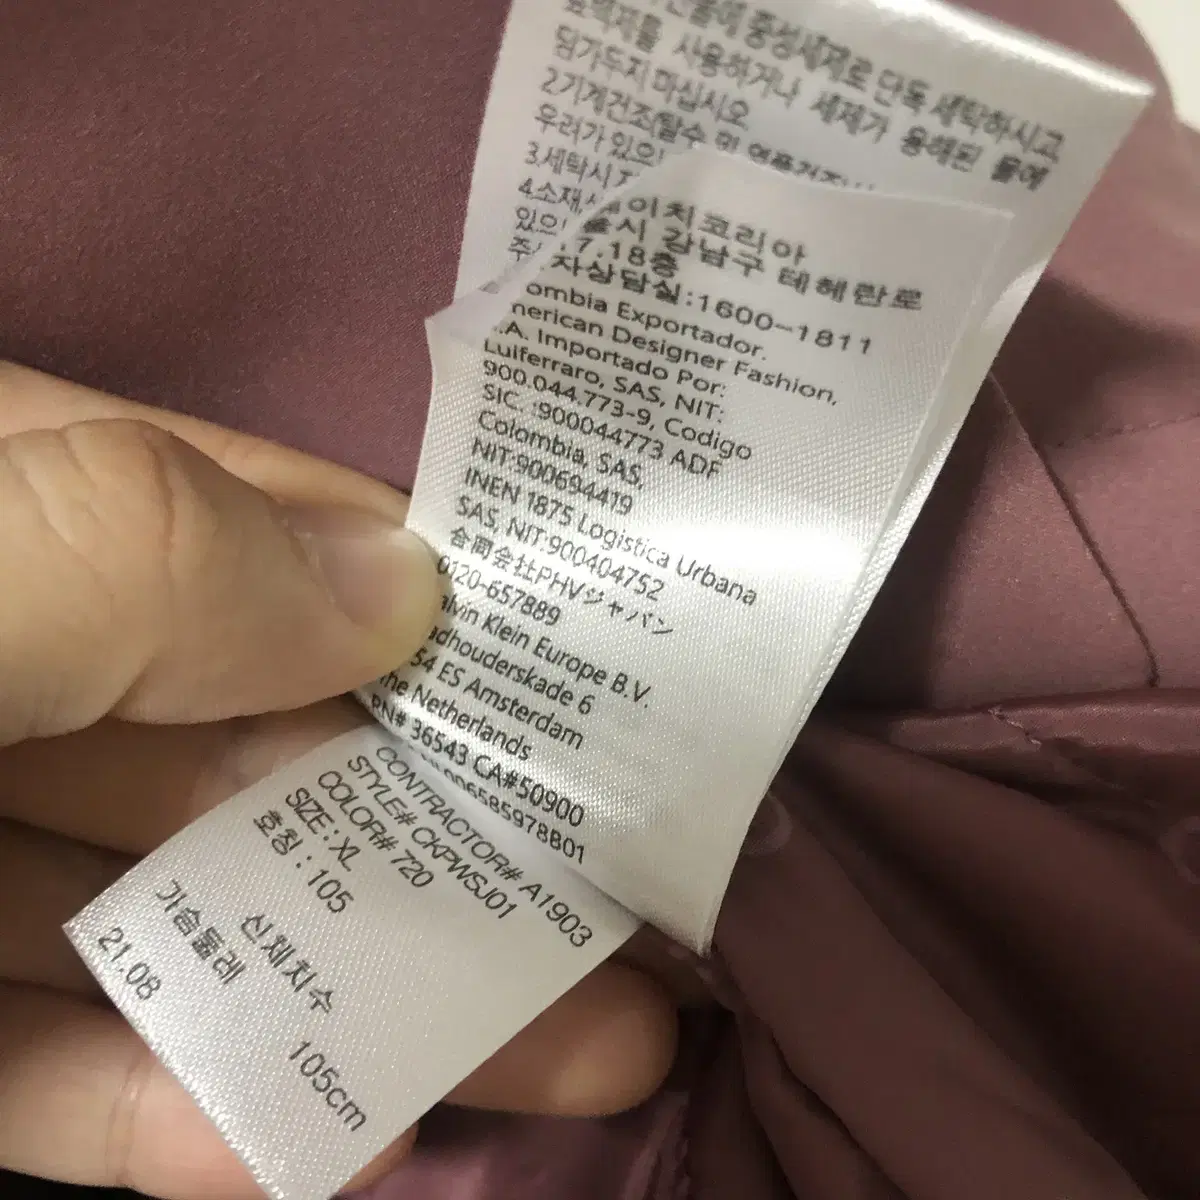 중성세제로 단독 세탁하시고,
표백제를 사용하거나 세제가 용해된 물에
담가두지 마십시오
2.기계건조(탈수 및 열풍건조)
우려가 있으
3.세탁시
4.소재,
있으
이치코리아
시 강남구 테헤란로
7.18층
자상담실:1600-1811
ombia Exportador.
merican Designer Fashion,
.A. Importado Por:
Luiferraro, SAS, NIT:
900.044.773-9, Codigo
SIC. :900044773 ADF
Colombia, SAS,
NIT:900694419
INEN 1875 Logistica Urbana
SAS, NIT:900404752
合同会社PHVジャパン
0120-657889
alvin Klein Europe B.V.
adhouderskade 6
54 ES Amsterdam
The Netherlands
RN# 36543 CA#50900
006585978801
CONTRACTOR# A1903
STYLE# CKPWSJ01
COLOR# 720
SIZE : XL
호칭 : 105
신체치수
가슴둘레 105cm
21.08